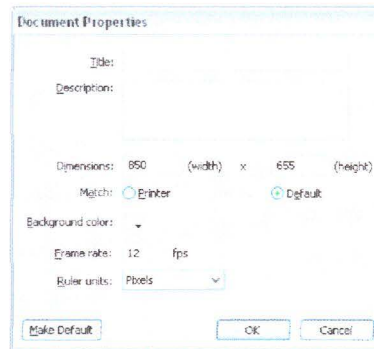 Document Properties
Title:
Description:
Dimensions: 850 (width) x 655 (height)
Match: Printer Default
Background color:
Frame rate: 12 fps
Ruler units: Pixels
Make Default OK Cancel